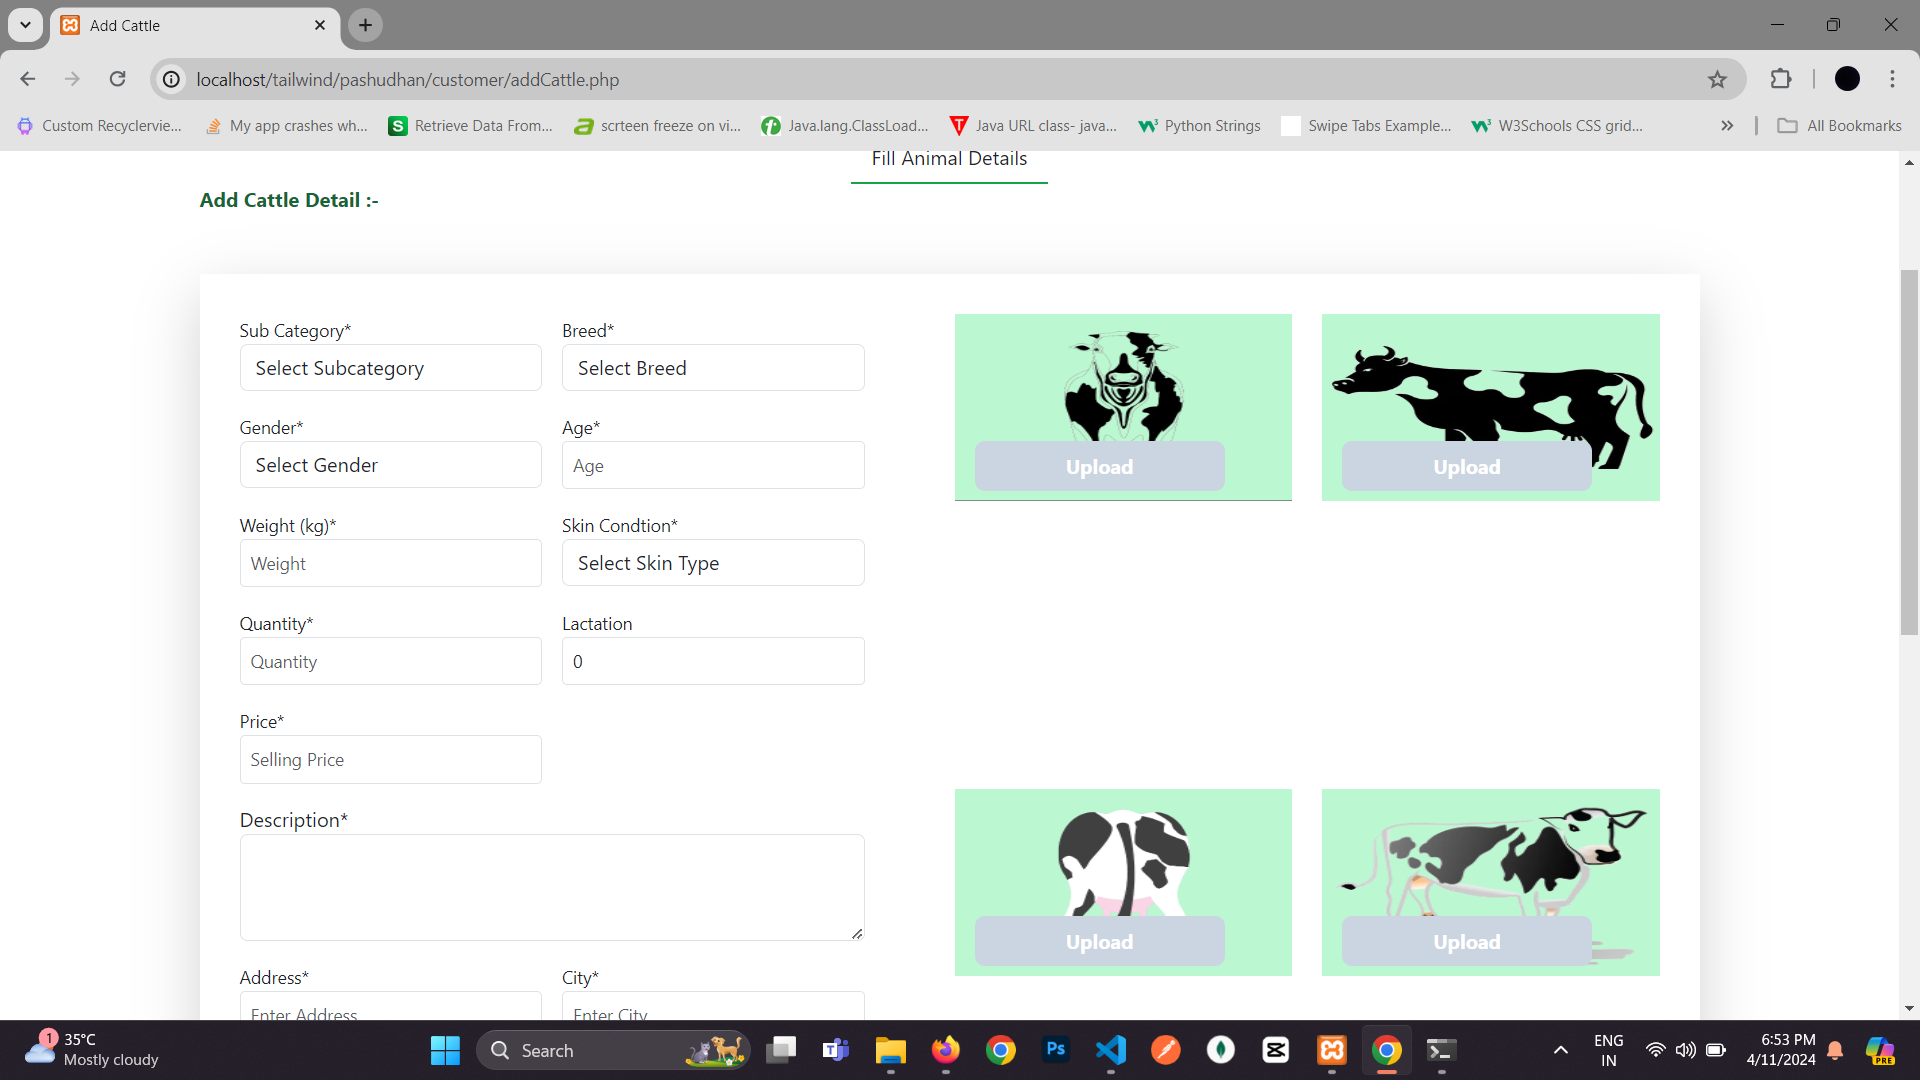 Add Cattle
localhost/tailwind/pashudhan/customer/addCattle.php
Custom Recyclervie...
My app crashes wh...
S
Retrieve Data From...
scrteen freeze on vi...
Java.lang.ClassLoad...
T
Java URL class- java...
Python Strings
Swipe Tabs Example...
W3Schools CSS grid...
All Bookmarks
Fill Animal Details
Add Cattle Detail :-
Sub Category*
Breed*
Select Subcategory
Select Breed
Gender*
Age*
Select Gender
Age
Upload
Upload
Weight (kg)*
Skin Condtion*
Weight
Select Skin Type
Quantity*
Lactation
Quantity
0
Price*
Selling Price
Description*
Upload
Upload
Address*
City*
Enter Address
Enter City
1
35°C
Mostly cloudy
Search
Ps
ENG
IN
6:53 PM
4/11/2024
PRE